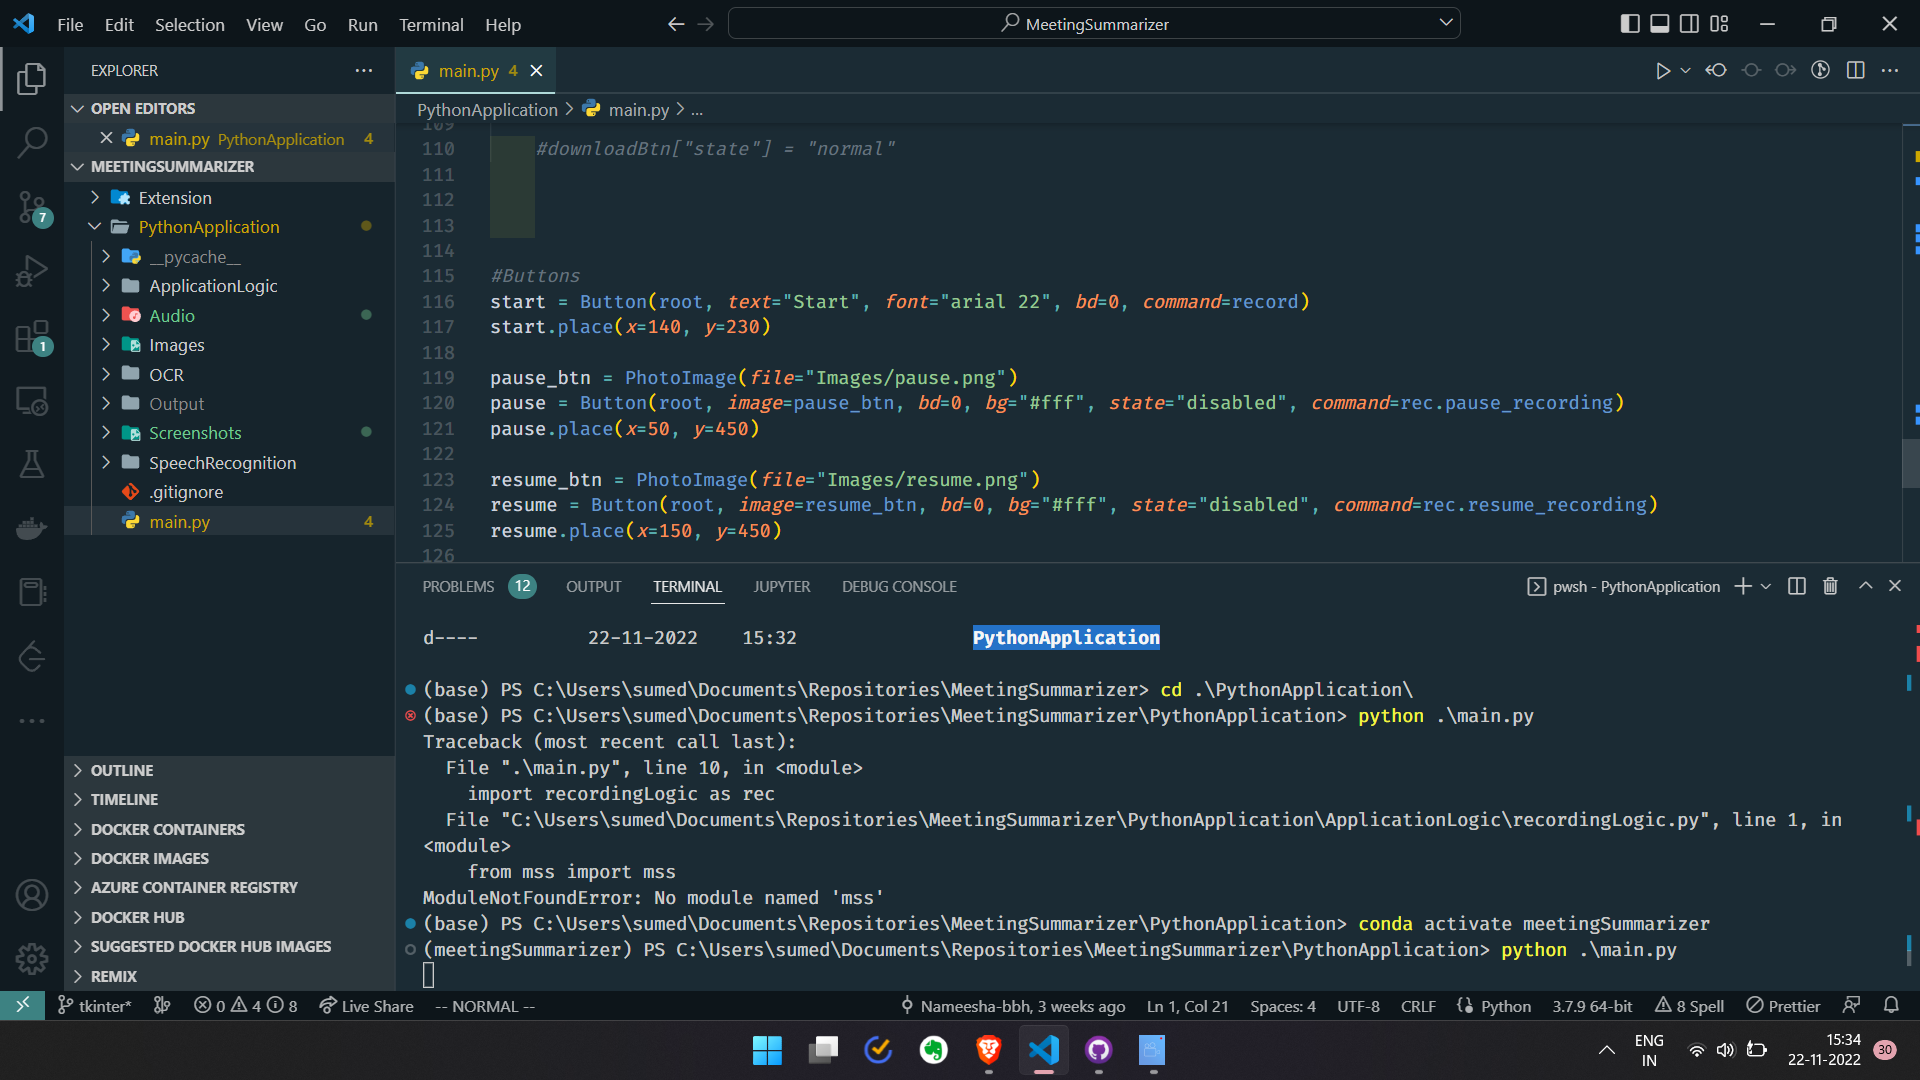 File Edit Selection View Go Run Terminal Help
MeetingSummarizer
EXPLORER
OPEN EDITORS
main.py PythonApplication 4
MEETINGSUMMARIZER
Extension
PythonApplication
__pycache__
ApplicationLogic
Audio
Images
OCR
Output
Screenshots
SpeechRecognition
.gitignore
main.py 4
OUTLINE
TIMELINE
DOCKER CONTAINERS
DOCKER IMAGES
AZURE CONTAINER REGISTRY
DOCKER HUB
SUGGESTED DOCKER HUB IMAGES
REMIX
7
1
main.py 4
PythonApplication > main.py > ...
109
110 #downloadBtn["state"] = "normal"
111
112
113
114
115 #Buttons
116 start = Button(root, text="Start", font="arial 22", bd=0, command=record)
117 start.place(x=140, y=230)
118
119 pause_btn = PhotoImage(file="Images/pause.png")
120 pause = Button(root, image=pause_btn, bd=0, bg="#fff", state="disabled", command=rec.pause_recording)
121 pause.place(x=50, y=450)
122
123 resume_btn = PhotoImage(file="Images/resume.png")
124 resume = Button(root, image=resume_btn, bd=0, bg="#fff", state="disabled", command=rec.resume_recording)
125 resume.place(x=150, y=450)
126
PROBLEMS 12 OUTPUT TERMINAL JUPYTER DEBUG CONSOLE
pwsh - PythonApplication
d---- 22-11-2022 15:32 PythonApplication
(base) PS C:\Users\sumed\Documents\Repositories\MeetingSummarizer> cd .\PythonApplication\
(base) PS C:\Users\sumed\Documents\Repositories\MeetingSummarizer\PythonApplication> python .\main.py
Traceback (most recent call last):
File ".\main.py", line 10, in <module>
import recordingLogic as rec
File "C:\Users\sumed\Documents\Repositories\MeetingSummarizer\PythonApplication\ApplicationLogic\recordingLogic.py", line 1, in
<module>
from mss import mss
ModuleNotFoundError: No module named 'mss'
(base) PS C:\Users\sumed\Documents\Repositories\MeetingSummarizer\PythonApplication> conda activate meetingSummarizer
(meetingSummarizer) PS C:\Users\sumed\Documents\Repositories\MeetingSummarizer\PythonApplication> python .\main.py
tkinter* 0 4 8 Live Share -- NORMAL -- Nameesha-bbh, 3 weeks ago Ln 1, Col 21 Spaces: 4 UTF-8 CRLF Python 3.7.9 64-bit 8 Spell Prettier
ENG
IN
15:34
22-11-2022
30